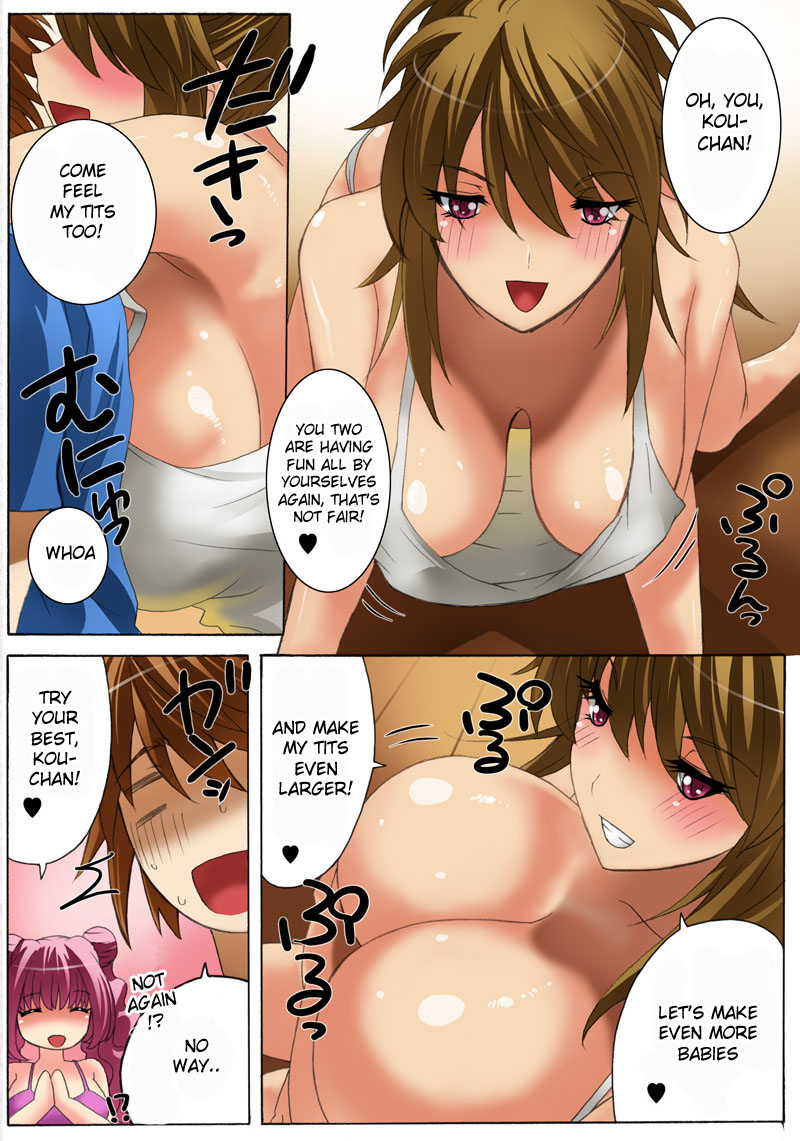 OH, YOU,
KOU-
CHAN!
YOU TWO
ARE HAVING
FUN ALL BY
YOURSELVES
AGAIN, THAT'S
NOT FAIR!
♥
ぷるんっ
だきっ
COME
FEEL
MY TITS
TOO!
むにゅっ
WHOA
ぷる
AND MAKE
MY TITS
EVEN
LARGER!
♥
ぷるっ
LET'S MAKE
EVEN MORE
BABIES
♥
ガンッ
TRY
YOUR
BEST,
KOU-
CHAN!
♥
NOT
AGAIN
!?
NO
WAY..
!?